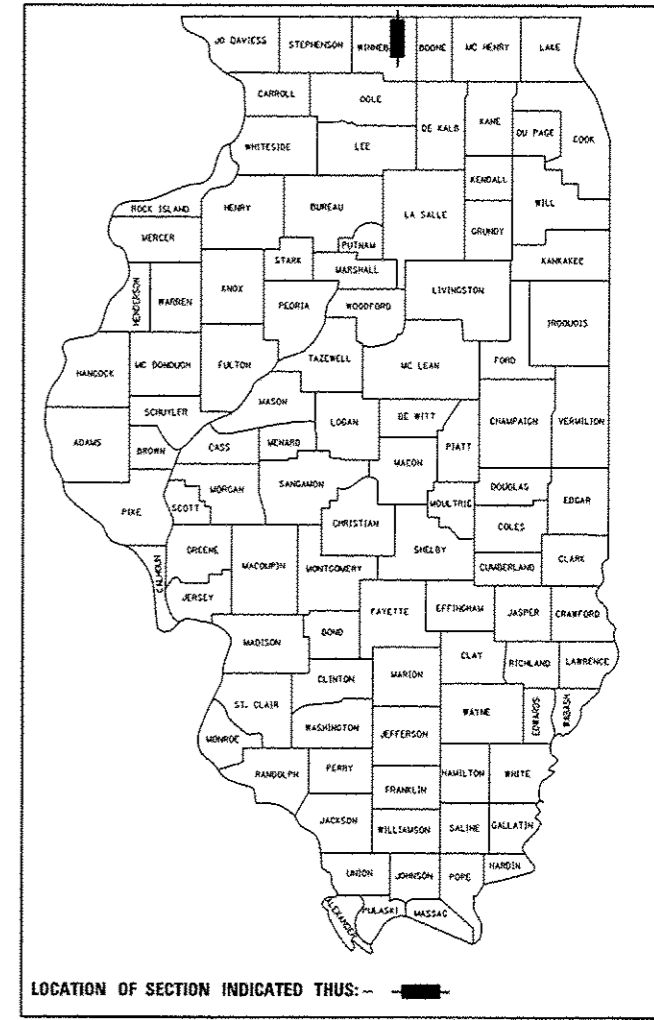 JO DAVIESS
STEPHENSON
WINNEB
BOONE
MC HENRY
LAKE
CARROLL
OGLE
DE KALB
KANE
DU PAGE
COOK
WHITESIDE
LEE
KENDALL
WILL
ROCK ISLAND
HENRY
BUREAU
LA SALLE
GRUNDY
MERCER
PUTNAM
KANKAKEE
STARK
MARSHALL
HENDERSON
WARREN
KNOX
PEORIA
WOODFORD
LIVINGSTON
IROQUOIS
HANCOCK
MC DONOUGH
FULTON
TAZEWELL
MC LEAN
FORD
MASON
SCHUYLER
LOGAN
DE WITT
CHAMPAIGN
VERMILION
ADAMS
BROWN
CASS
MENARD
PIATT
MACON
SANGAMON
DOUGLAS
MORGAN
MOULTRIE
EDGAR
PIKE
SCOTT
CHRISTIAN
COLES
SHELBY
GREENE
CALHOUN
MACOUPIN
MONTGOMERY
CUMBERLAND
CLARK
JERSEY
FAYETTE
EFFINGHAM
JASPER
CRAWFORD
BOND
MADISON
CLAY
RICHLAND
LAWRENCE
CLINTON
MARION
ST. CLAIR
WAYNE
EDWARDS
WABASH
WASHINGTON
JEFFERSON
MONROE
RANDOLPH
PERRY
HAMILTON
WHITE
FRANKLIN
JACKSON
WILLIAMSON
SALINE
GALLATIN
UNION
JOHNSON
POPE
HARDIN
ALEXANDER
PULASKI
MASSAC
LOCATION OF SECTION INDICATED THUS: ~